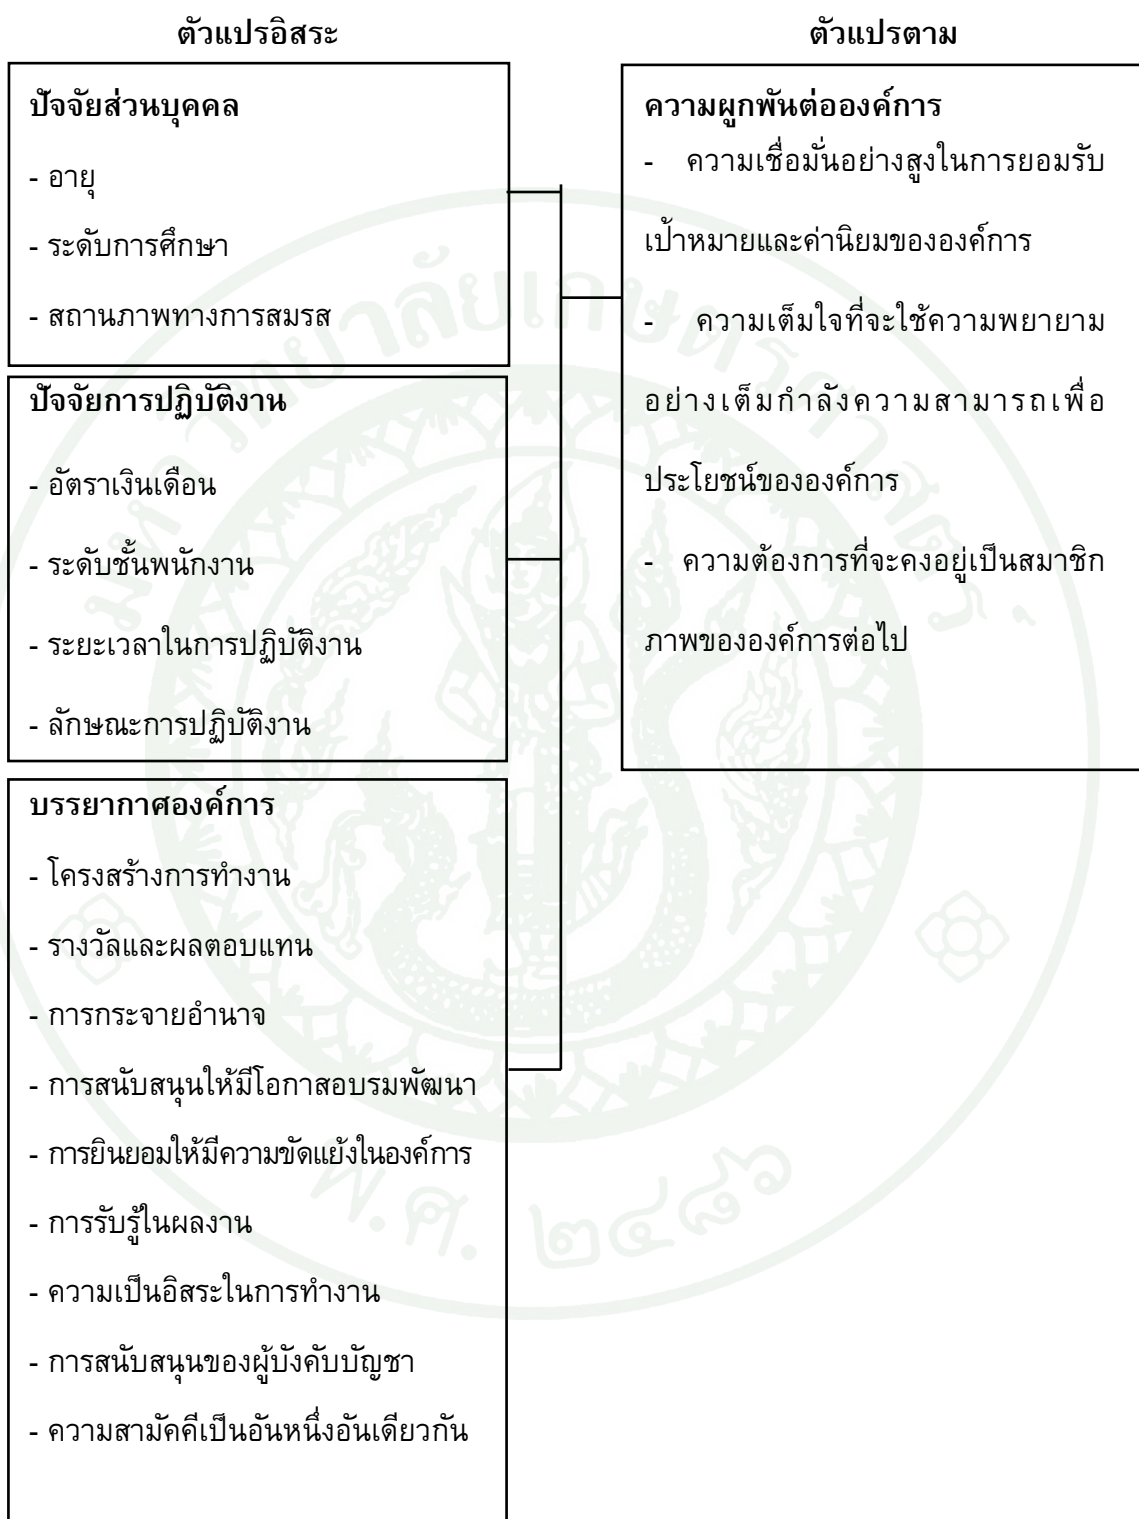 ตัวแปรอิสระ
ปัจจัยส่วนบุคคล
- อายุ
- ระดับการศึกษา
- สถานภาพทางการสมรส
ปัจจัยการปฏิบัติงาน
- อัตราเงินเดือน
- ระดับชั้นพนักงาน
- ระยะเวลาในการปฏิบัติงาน
- ลักษณะการปฏิบัติงาน
บรรยากาศองค์การ
- โครงสร้างการทำงาน
- รางวัลและผลตอบแทน
- การกระจายอำนาจ
- การสนับสนุนให้มีโอกาสอบรมพัฒนา
- การยินยอมให้มีความขัดแย้งในองค์การ
- การรับรู้ในผลงาน
- ความเป็นอิสระในการทำงาน
- การสนับสนุนของผู้บังคับบัญชา
- ความสามัคคีเป็นอันหนึ่งอันเดียวกัน
ตัวแปรตาม
ความผูกพันต่อองค์การ
- ความเชื่อมั่นอย่างสูงในการยอมรับ
เป้าหมายและค่านิยมขององค์การ
- ความเต็มใจที่จะใช้ความพยายาม
อย่างเต็มกำลังความสามารถเพื่อ
ประโยชน์ขององค์การ
- ความต้องการที่จะคงอยู่เป็นสมาชิก
ภาพขององค์การต่อไป
มหาวิทยาลัยเกษตรศาสตร์
พ.ศ. ๒๔๘๖